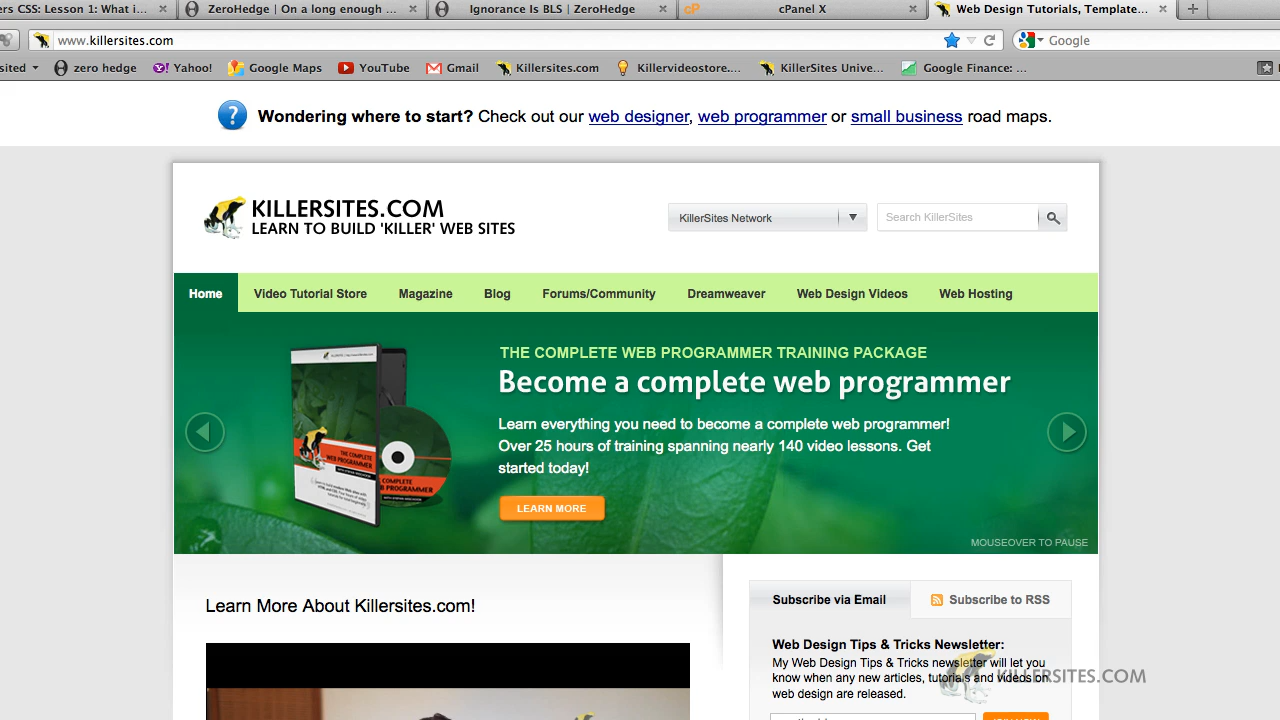 rs CSS: Lesson 1: What i...
ZeroHedge | On a long enough ...
Ignorance Is BLS | ZeroHedge
cP
cPanel X
Web Design Tutorials, Template...
www.killersites.com
Google
sited
zero hedge
Yahoo!
Google Maps
YouTube
Gmail
Killersites.com
Killervideostore....
KillerSites Unive...
Google Finance: ...
Wondering where to start? Check out our web designer, web programmer or small business road maps.
KILLERSITES.COM
LEARN TO BUILD 'KILLER' WEB SITES
KillerSites Network
Search KillerSites
Home
Video Tutorial Store
Magazine
Blog
Forums/Community
Dreamweaver
Web Design Videos
Web Hosting
THE COMPLETE WEB PROGRAMMER TRAINING PACKAGE
Become a complete web programmer
Learn everything you need to become a complete web programmer!
Over 25 hours of training spanning nearly 140 video lessons. Get
started today!
LEARN MORE
THE COMPLETE
WEB PROGRAMMER
MOUSEOVER TO PAUSE
Learn More About Killersites.com!
Subscribe via Email
Subscribe to RSS
Web Design Tips & Tricks Newsletter:
My Web Design Tips & Tricks newsletter will let you
know when any new articles, tutorials and videos on
web design are released.
KILLERSITES.COM